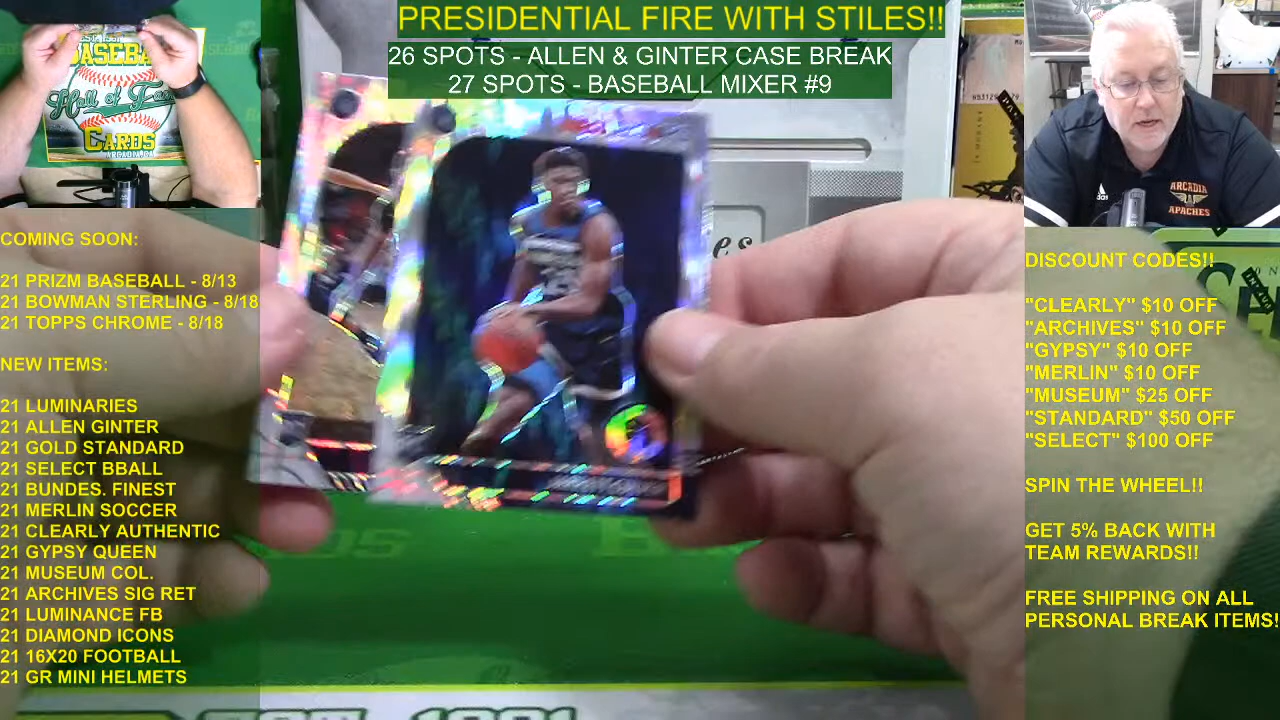 PRESIDENTIAL FIRE WITH STILES!!
26 SPOTS - ALLEN & GINTER CASE BREAK
27 SPOTS - BASEBALL MIXER #9
BASEBALL
Hall of Fame
CARDS
ARCADIA
APACHES
COMING SOON:
21 PRIZM BASEBALL - 8/13
21 BOWMAN STERLING - 8/18
21 TOPPS CHROME - 8/18
NEW ITEMS:
21 LUMINARIES
21 ALLEN GINTER
21 GOLD STANDARD
21 SELECT BBALL
21 BUNDES. FINEST
21 MERLIN SOCCER
21 CLEARLY AUTHENTIC
21 GYPSY QUEEN
21 MUSEUM COL.
21 ARCHIVES SIG RET
21 LUMINANCE FB
21 DIAMOND ICONS
21 16X20 FOOTBALL
21 GR MINI HELMETS
DISCOUNT CODES!!
"CLEARLY" $10 OFF
"ARCHIVES" $10 OFF
"GYPSY" $10 OFF
"MERLIN" $10 OFF
"MUSEUM" $25 OFF
"STANDARD" $50 OFF
"SELECT" $100 OFF
SPIN THE WHEEL!!
GET 5% BACK WITH
TEAM REWARDS!!
FREE SHIPPING ON ALL
PERSONAL BREAK ITEMS!